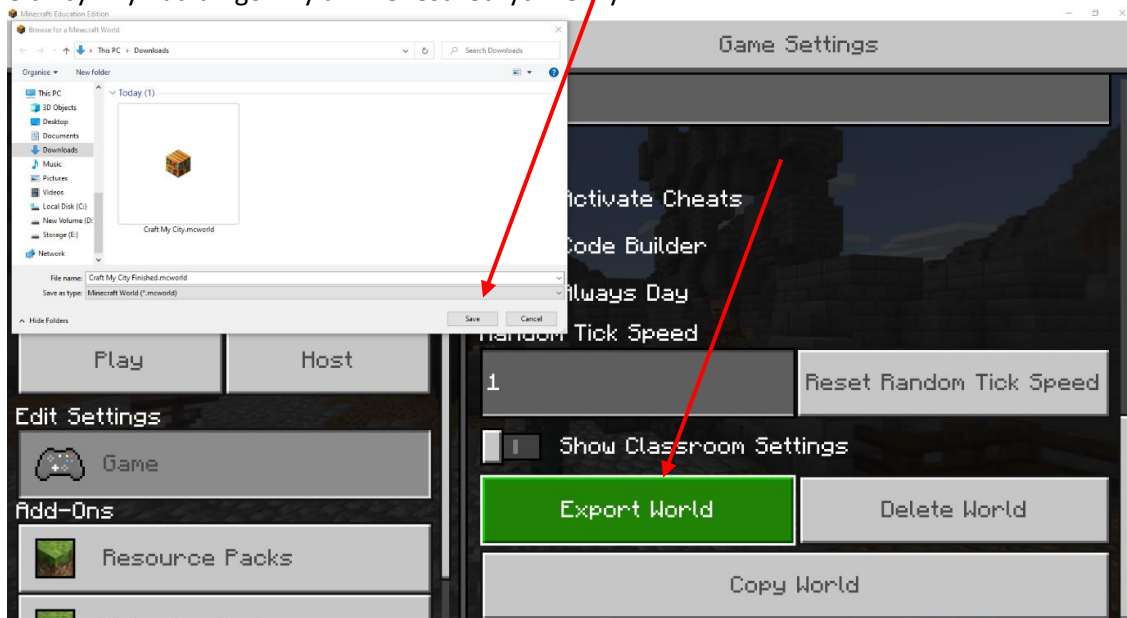 Minecraft: Education Edition
Browse for a Minecraft World
This PC › Downloads
Search Downloads
Organise
New folder
This PC
3D Objects
Desktop
Documents
Downloads
Music
Pictures
Videos
Local Disk (C:)
New Volume (D:
Storage (E:)
Network
Today (1)
Craft My City.mcworld
File name: Craft My City Finished.mcworld
Save as type: Minecraft World (*.mcworld)
Hide Folders
Save
Cancel
Game Settings
Activate Cheats
Code Builder
Always Day
Random Tick Speed
1
Reset Random Tick Speed
Show Classroom Settings
Export World
Delete World
Copy World
Play
Host
Edit Settings
Game
Add-Ons
Resource Packs